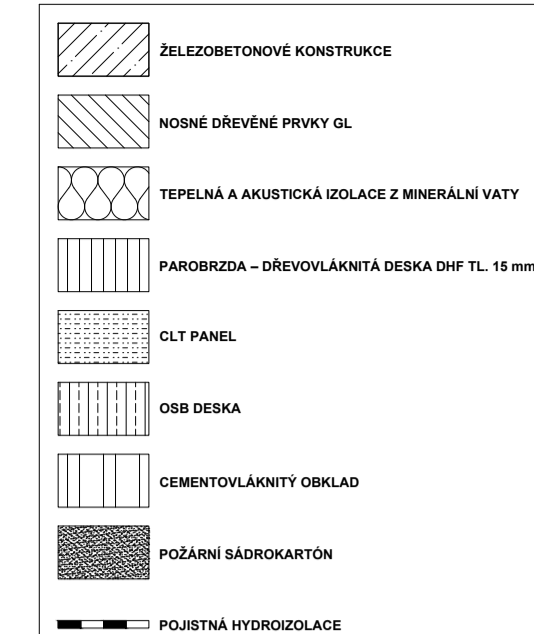 ŽELEZOBETONOVÉ KONSTRUKCE
NOSNÉ DŘEVĚNÉ PRVKY GL
TEPELNÁ A AKUSTICKÁ IZOLACE Z MINERÁLNÍ VATY
PAROBRZDA – DŘEVOVLÁKNITÁ DESKA DHF TL. 15 mm
CLT PANEL
OSB DESKA
CEMENTOVLÁKNITÝ OBKLAD
POŽÁRNÍ SÁDROKARTÓN
POJISTNÁ HYDROIZOLACE